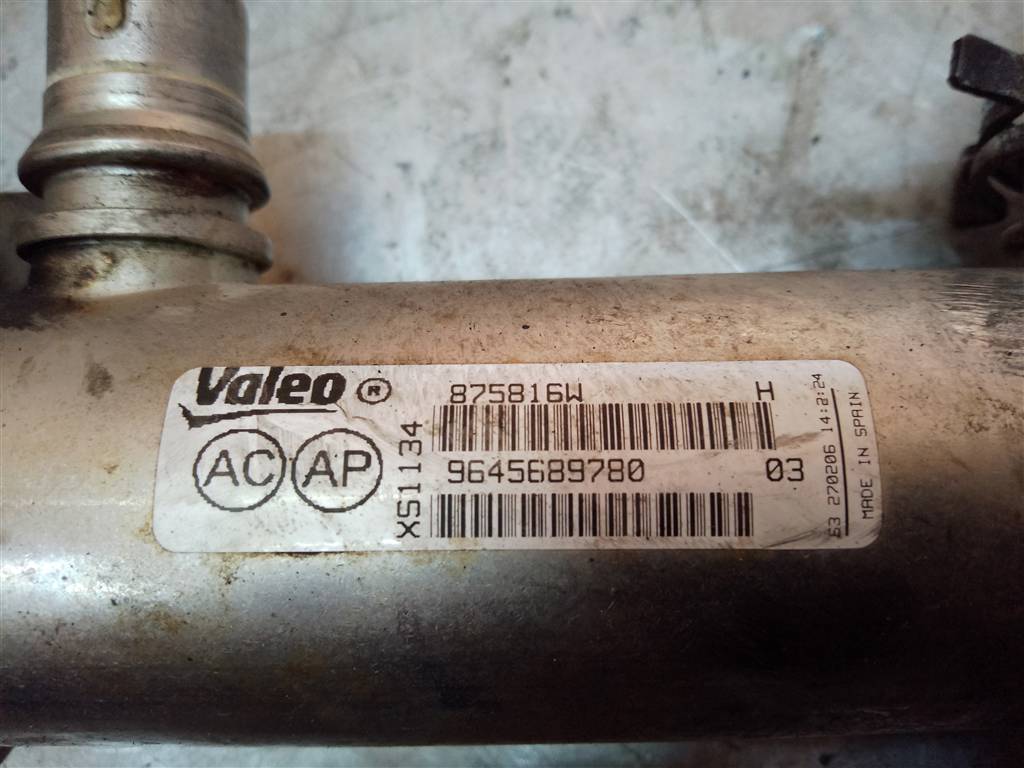 Valeo ®
875816W H
AC AP
XS1134
9645689780 03
63 270206 14:2:24
MADE IN SPAIN